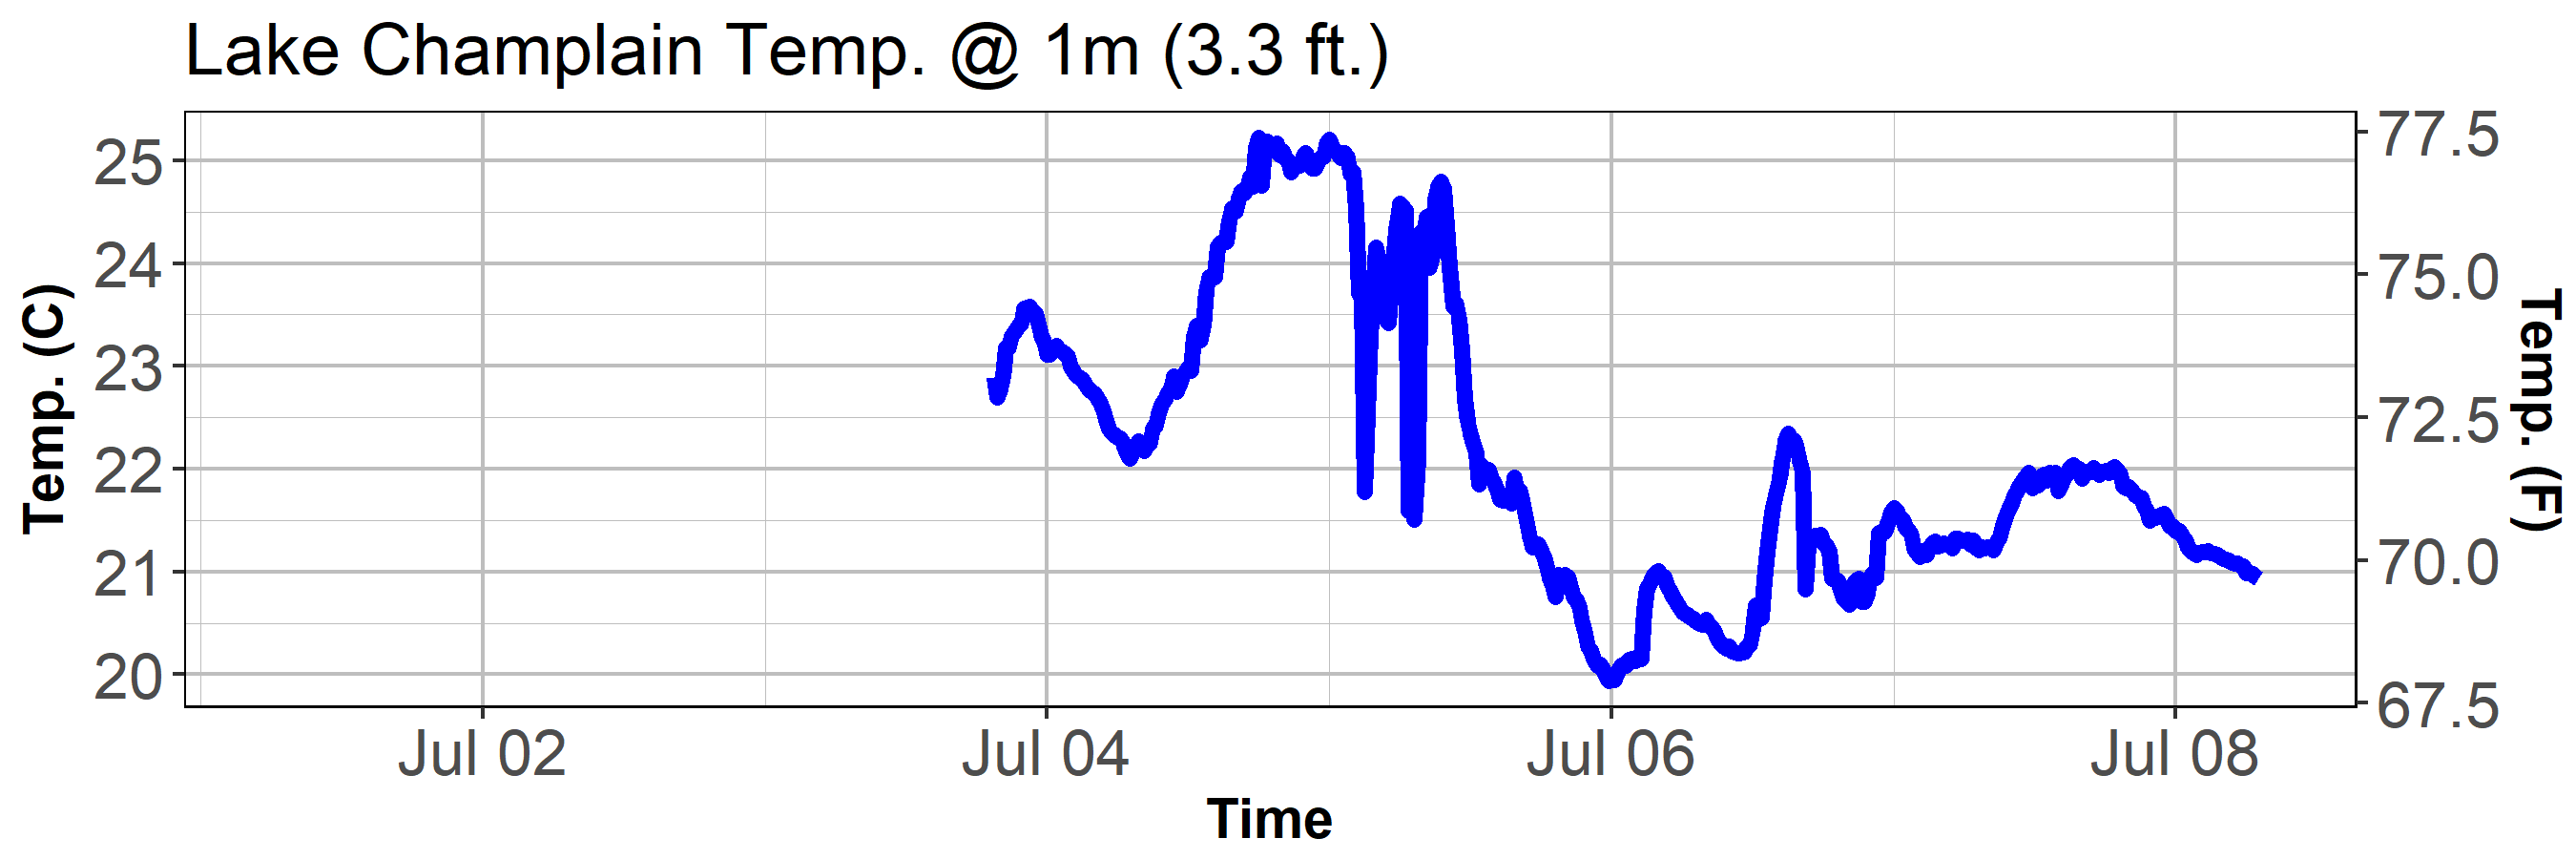 Lake Champlain Temp. @ 1m (3.3 ft.)
Temp. (C)
25
24
23
22
21
20
77.5
75.0
72.5
70.0
67.5
Temp. (F)
Jul 02 Jul 04 Jul 06 Jul 08
Time